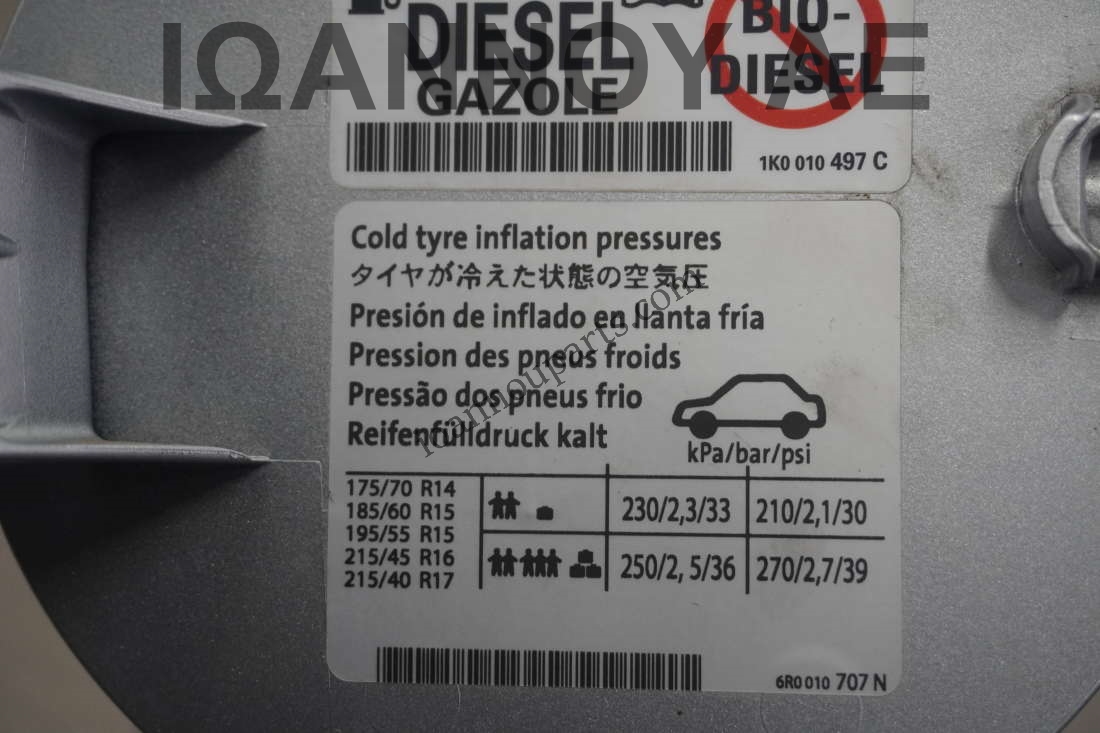 DIESEL
GAZOLE
BIO-
DIESEL
ΙΩΑΝΝΟΥ ΑΕ
1K0 010 497 C
Cold tyre inflation pressures
タイヤが冷えた状態の空気圧
Presión de inflado en llanta fría
Pression des pneus froids
Pressão dos pneus frio
Reifenfülldruck kalt
ioannouparts.com
kPa/bar/psi
175/70 R14
185/60 R15
195/55 R15
215/45 R16
215/40 R17
230/2,3/33 210/2,1/30
250/2, 5/36 270/2,7/39
6R0 010 707 N